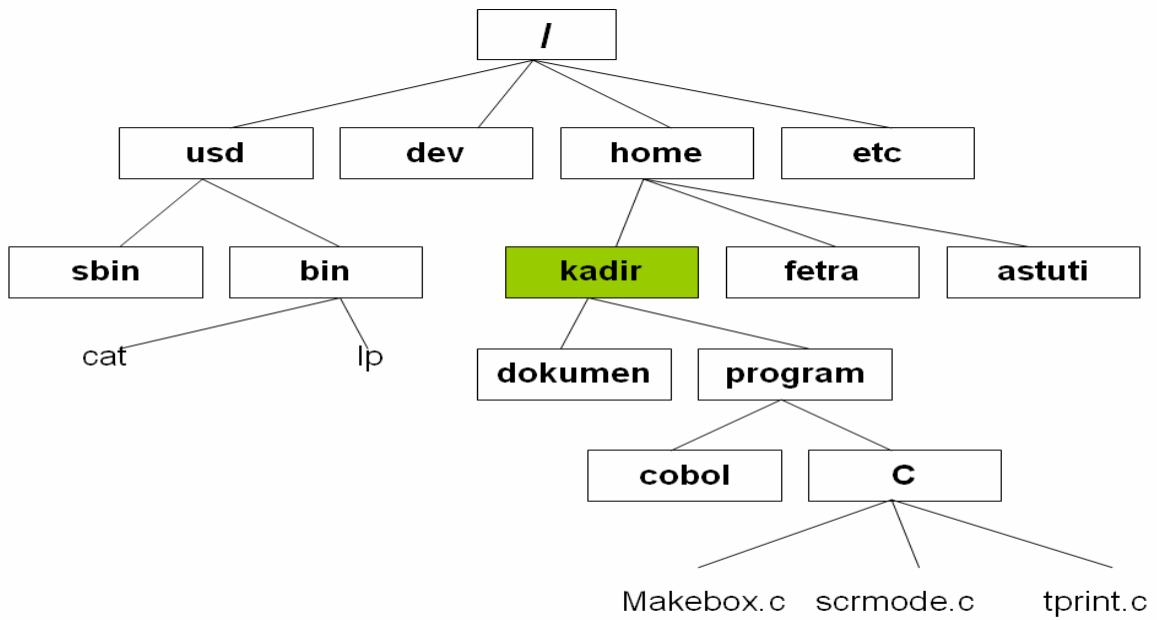 /
usd dev home etc
sbin bin kadir fetra astuti
cat lp
dokumen program
cobol C
Makebox.c scrmode.c tprint.c